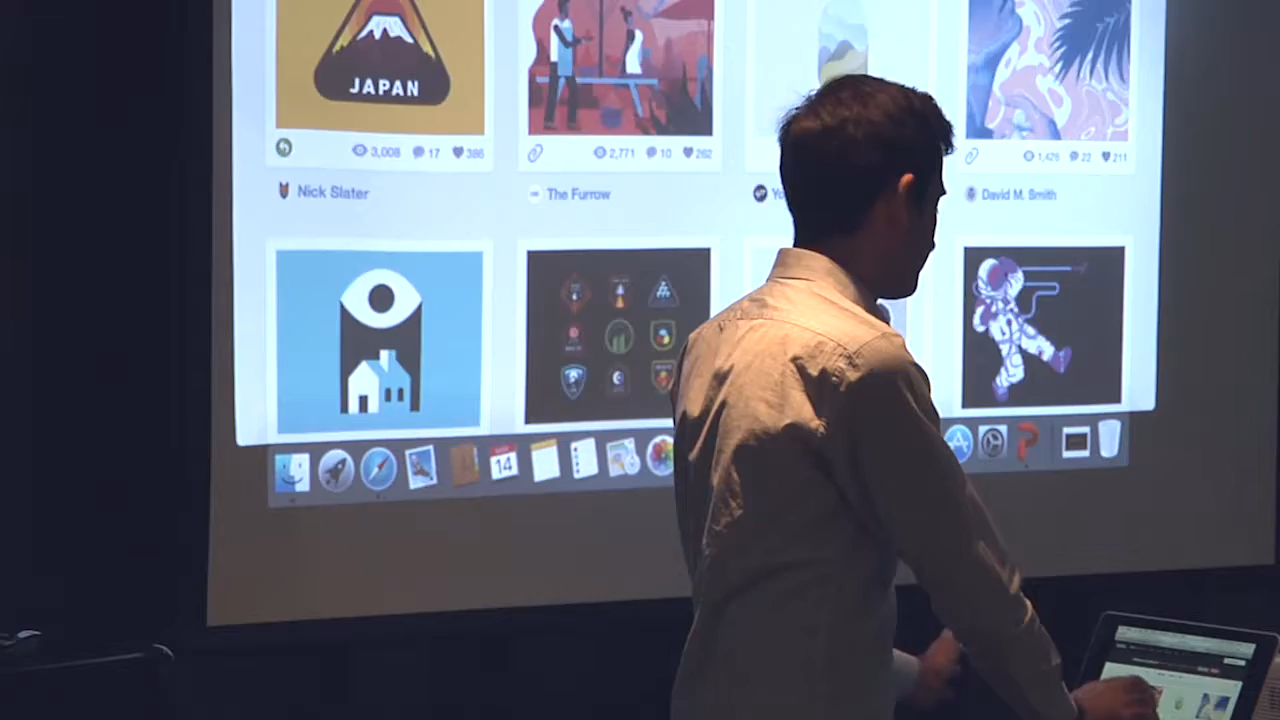 JAPAN
3,008 17 386
2,771 10 262
1,426 22 211
Nick Slater
The Furrow
Yo
David M. Smith
14